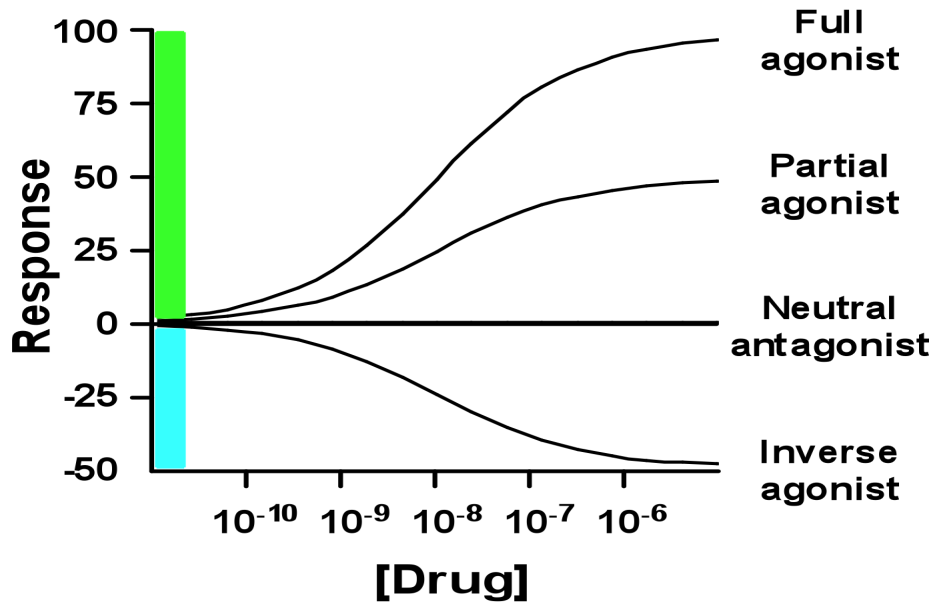 100
75
50
25
0
-25
-50
Response
10-10 10-9 10-8 10-7 10-6
[Drug]
Full
agonist
Partial
agonist
Neutral
antagonist
Inverse
agonist